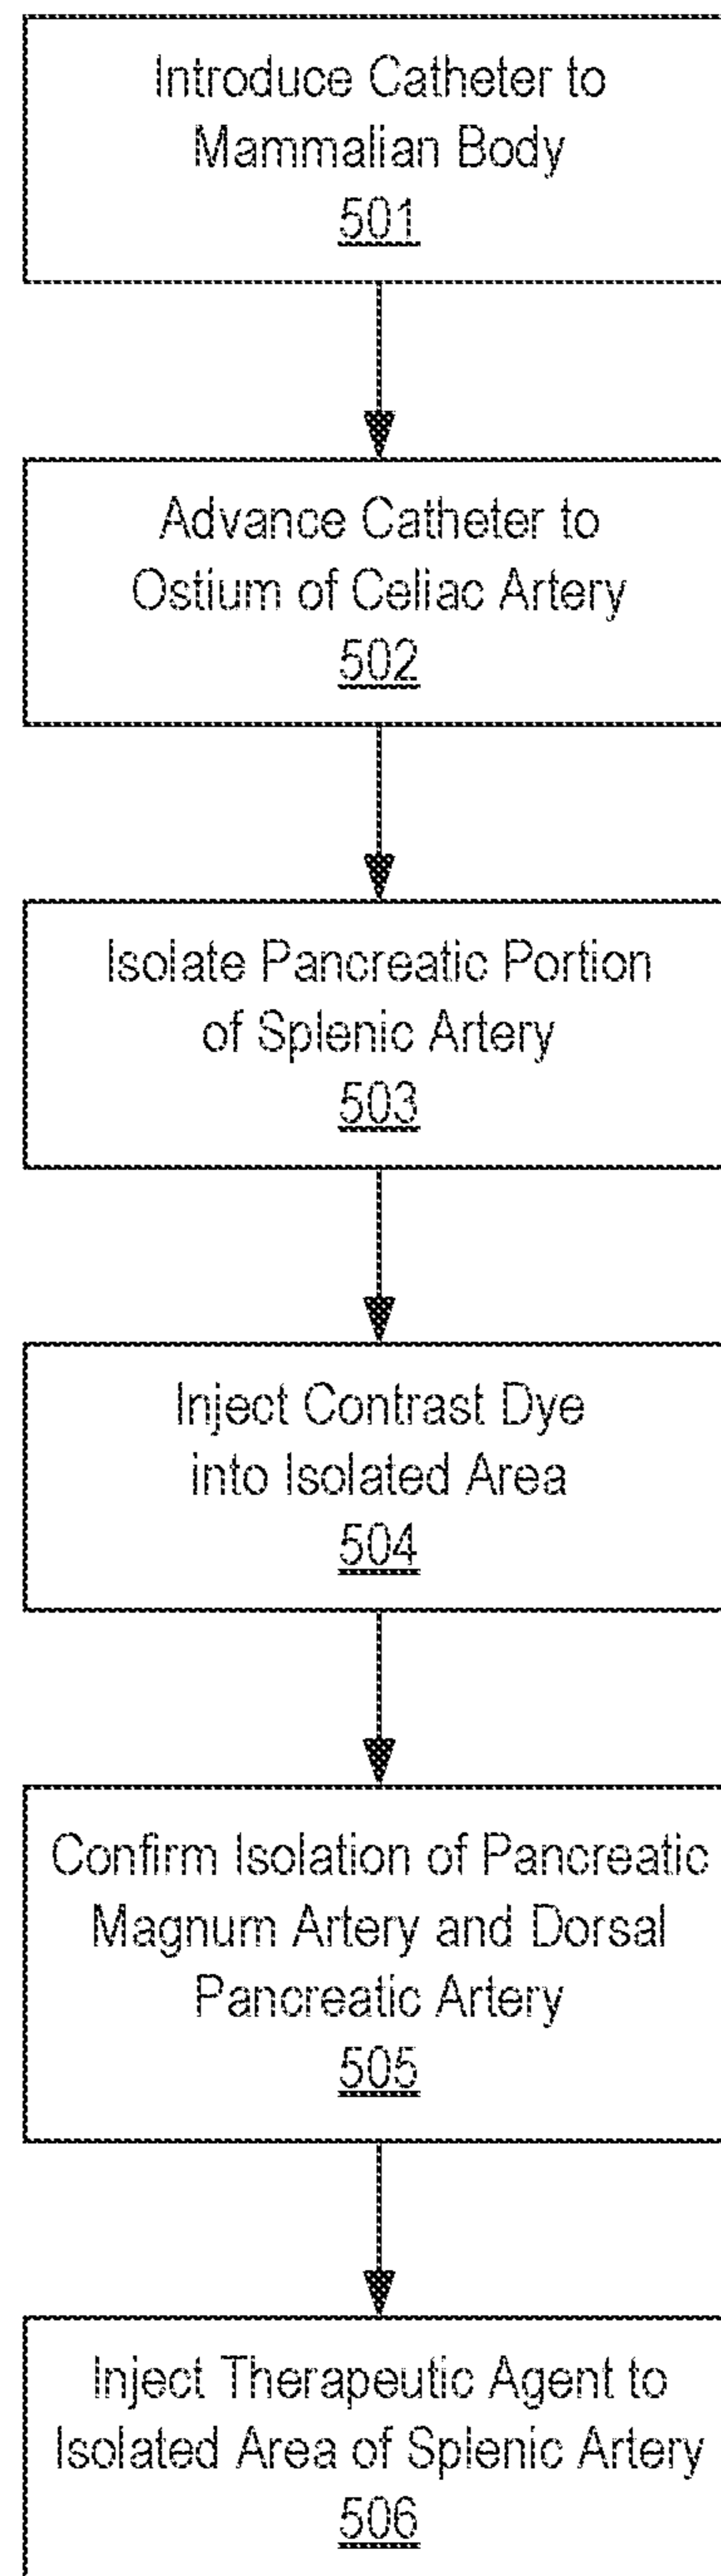 Introduce Catheter to
Mammalian Body
501
Advance Catheter to
Ostium of Celiac Artery
502
Isolate Pancreatic Portion
of Splenic Artery
503
Inject Contrast Dye
into Isolated Area
504
Confirm Isolation of Pancreatic
Magnum Artery and Dorsal
Pancreatic Artery
505
Inject Therapeutic Agent to
Isolated Area of Splenic Artery
506